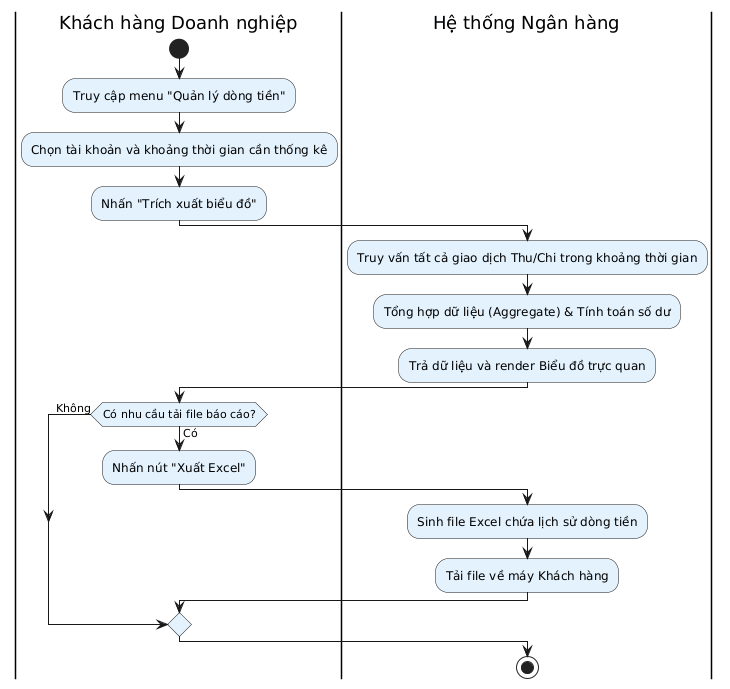 Khách hàng Doanh nghiệp
Hệ thống Ngân hàng
Truy cập menu "Quản lý dòng tiền"
Chọn tài khoản và khoảng thời gian cần thống kê
Nhấn "Trích xuất biểu đồ"
Truy vấn tất cả giao dịch Thu/Chi trong khoảng thời gian
Tổng hợp dữ liệu (Aggregate) & Tính toán số dư
Trả dữ liệu và render Biểu đồ trực quan
Không
Có nhu cầu tải file báo cáo?
Có
Nhấn nút "Xuất Excel"
Sinh file Excel chứa lịch sử dòng tiền
Tải file về máy Khách hàng